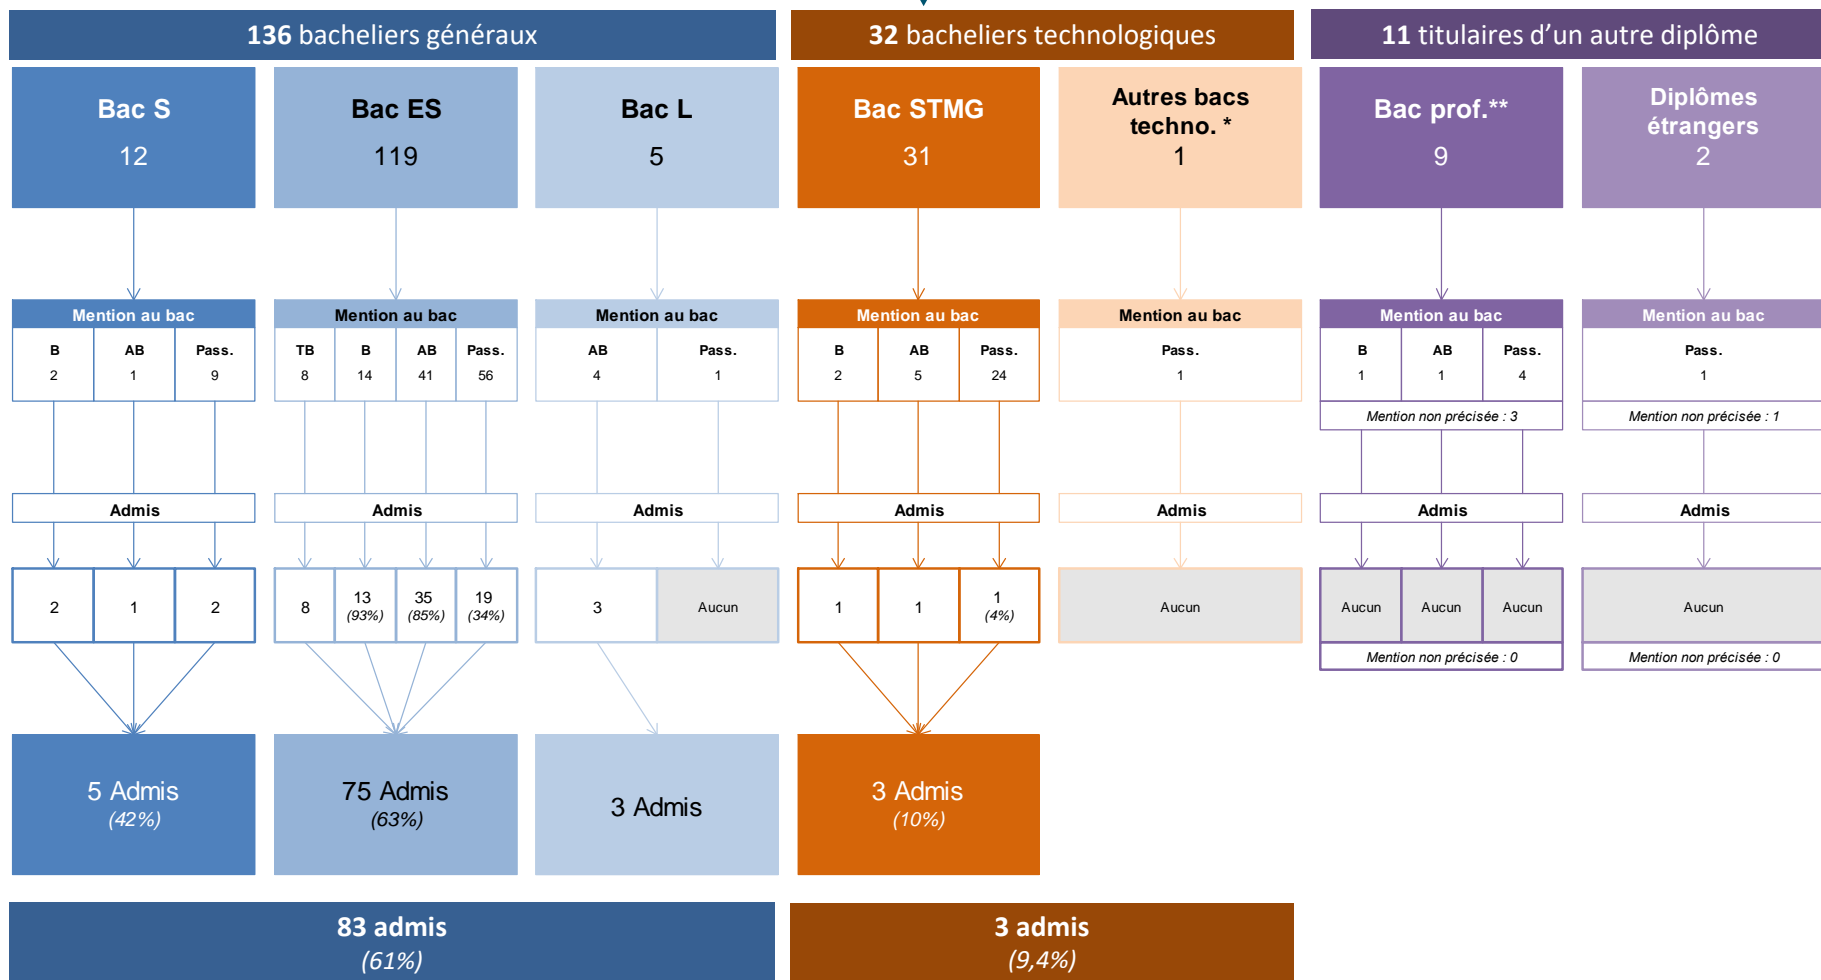 136 bacheliers généraux
32 bacheliers technologiques
11 titulaires d'un autre diplôme
Bac S
12
Bac ES
119
Bac L
5
Bac STMG
31
Autres bacs
techno. *
1
Bac prof.**
9
Diplômes
étrangers
2
Mention au bac
B AB Pass.
2 1 9
Mention au bac
TB B AB Pass.
8 14 41 56
Mention au bac
AB Pass.
4 1
Mention au bac
B AB Pass.
2 5 24
Mention au bac
Pass.
1
Mention au bac
B AB Pass.
1 1 4
Mention non précisée : 3
Mention au bac
Pass.
1
Mention non précisée : 1
Admis
Admis
Admis
Admis
Admis
Admis
Admis
2 1 2
8 13 35 19
(93%) (85%) (34%)
3 Aucun
1 1 1
(4%)
Aucun
Aucun Aucun Aucun
Mention non précisée : 0
Aucun
Mention non précisée : 0
5 Admis
(42%)
75 Admis
(63%)
3 Admis
3 Admis
(10%)
83 admis
(61%)
3 admis
(9,4%)